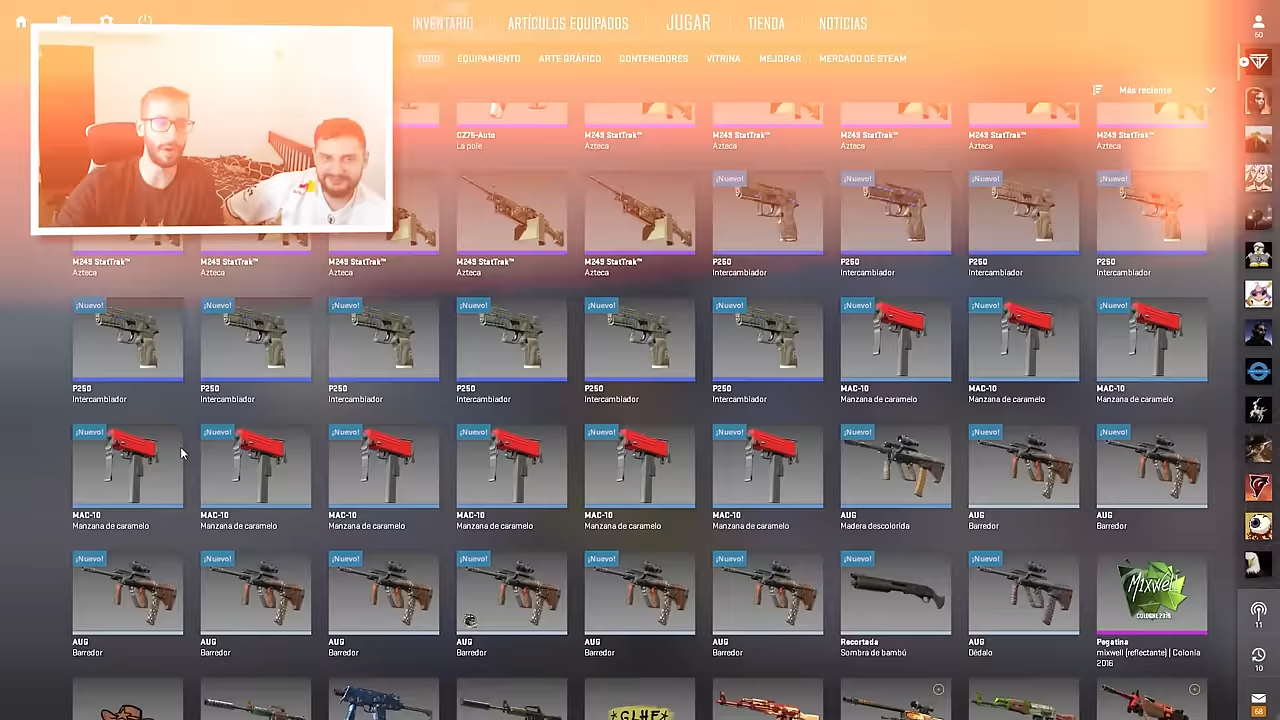 INVENTARIO
ARTÍCULOS EQUIPADOS
JUGAR
TIENDA
NOTICIAS
60
TODO
EQUIPAMIENTO
ARTE GRÁFICO
CONTENEDORES
VITRINA
MEJORAR
MERCADO DE STEAM
Más reciente
CZ75-Auto
La pole
M249 StatTrak™
Azteca
M249 StatTrak™
Azteca
M249 StatTrak™
Azteca
M249 StatTrak™
Azteca
M249 StatTrak™
Azteca
¡Nuevo!
¡Nuevo!
¡Nuevo!
¡Nuevo!
M249 StatTrak™
Azteca
M249 StatTrak™
Azteca
M249 StatTrak™
Azteca
M249 StatTrak™
Azteca
M249 StatTrak™
Azteca
P250
Intercambiador
P250
Intercambiador
P250
Intercambiador
P250
Intercambiador
¡Nuevo!
¡Nuevo!
¡Nuevo!
¡Nuevo!
¡Nuevo!
¡Nuevo!
¡Nuevo!
¡Nuevo!
¡Nuevo!
P250
Intercambiador
P250
Intercambiador
P250
Intercambiador
P250
Intercambiador
P250
Intercambiador
P250
Intercambiador
MAC-10
Manzana de caramelo
MAC-10
Manzana de caramelo
MAC-10
Manzana de caramelo
¡Nuevo!
¡Nuevo!
¡Nuevo!
¡Nuevo!
¡Nuevo!
¡Nuevo!
¡Nuevo!
¡Nuevo!
¡Nuevo!
MAC-10
Manzana de caramelo
MAC-10
Manzana de caramelo
MAC-10
Manzana de caramelo
MAC-10
Manzana de caramelo
MAC-10
Manzana de caramelo
MAC-10
Manzana de caramelo
AUG
Madera descolorida
AUG
Barredor
AUG
Barredor
¡Nuevo!
¡Nuevo!
¡Nuevo!
¡Nuevo!
¡Nuevo!
¡Nuevo!
¡Nuevo!
¡Nuevo!
Mixwell
COLOGNE 2016
AUG
Barredor
AUG
Barredor
AUG
Barredor
AUG
Barredor
AUG
Barredor
AUG
Barredor
Recortada
Sombra de bambú
AUG
Dédalo
Pegatina
mixwell (reflectante) | Colonia
2016
11
10
68